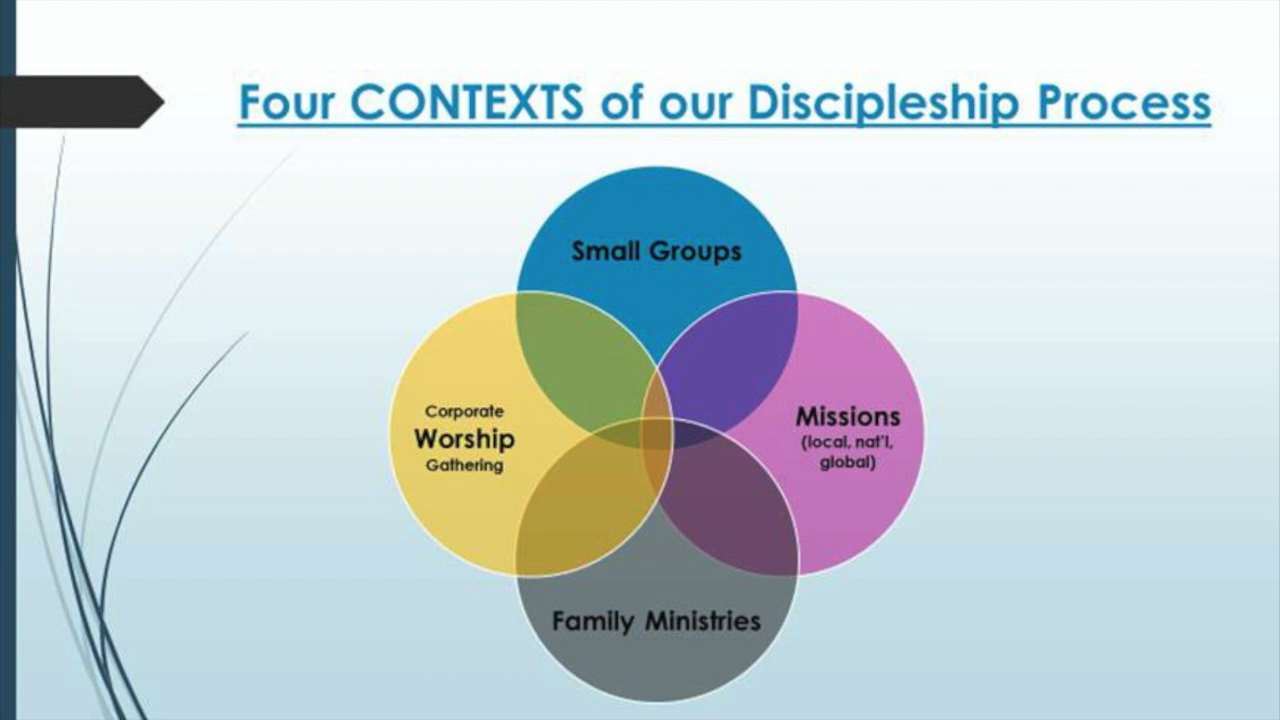 Four CONTEXTS of our Discipleship Process
Small Groups
Corporate
Worship
Gathering
Missions
(local, nat'l,
global)
Family Ministries